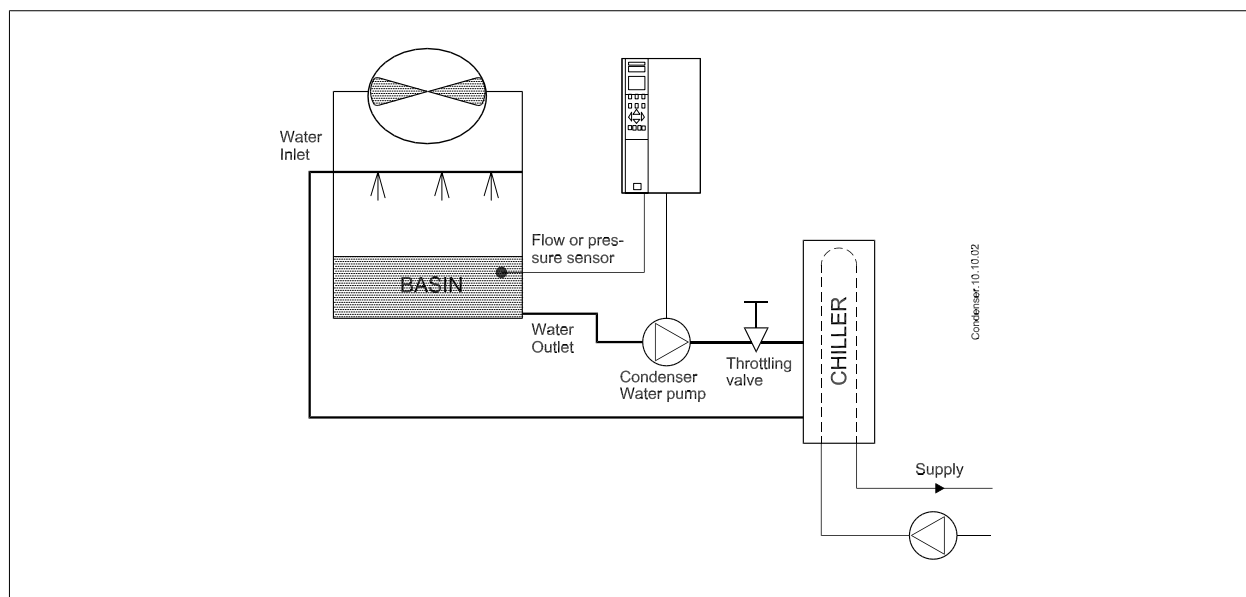 Water
Inlet
Flow or pres-
sure sensor
BASIN
Water
Outlet
Condenser
Water pump
Throttling
valve
CHILLER
Supply
Condenser.10.10.02